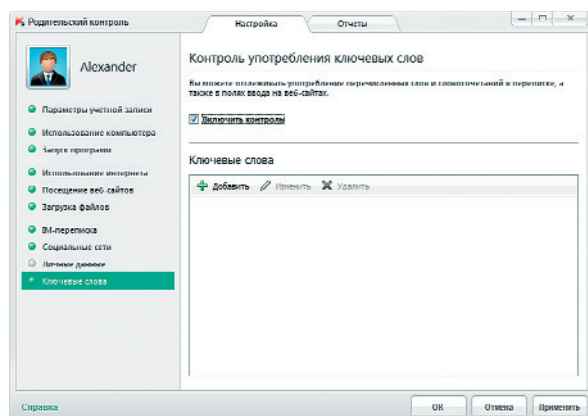 Родительский контроль
Настройка
Отчеты
Alexander
Параметры учетной записи
Использование компьютера
Запуск программ
Использование интернета
Посещение веб-сайтов
Загрузка файлов
IM-переписка
Социальные сети
Личные данные
Ключевые слова
Контроль употребления ключевых слов
Вы можете отслеживать употребление перечисленных слов и словосочетаний в переписке, а
также в полях ввода на веб-сайтах.
Включить контроль
Ключевые слова
Добавить Изменить Удалить
Справка
ОК
Отмена
Применить